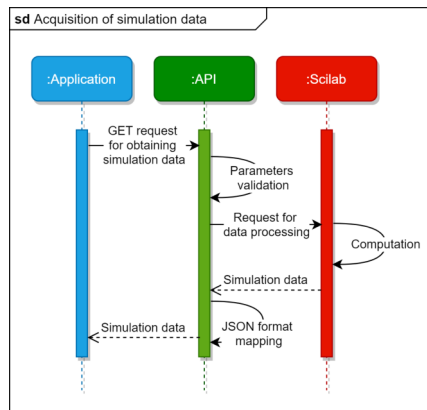 sd Acquisition of simulation data
:Application
:API
:Scilab
GET request
for obtaining
simulation data
Parameters
validation
Request for
data processing
Computation
Simulation data
Simulation data
JSON format
mapping